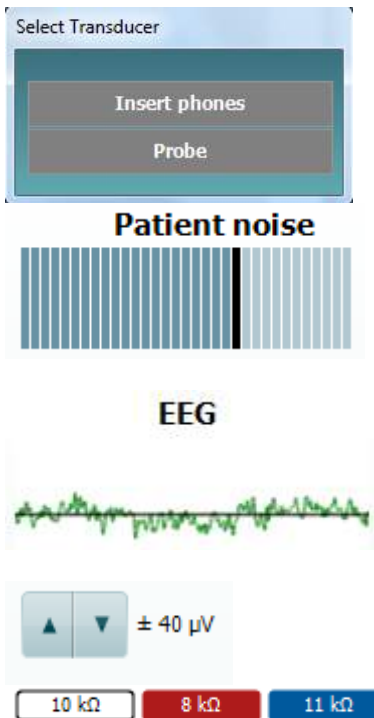 Select Transducer
Insert phones
Probe
Patient noise
EEG
± 40 µV
10 kΩ 8 kΩ 11 kΩ